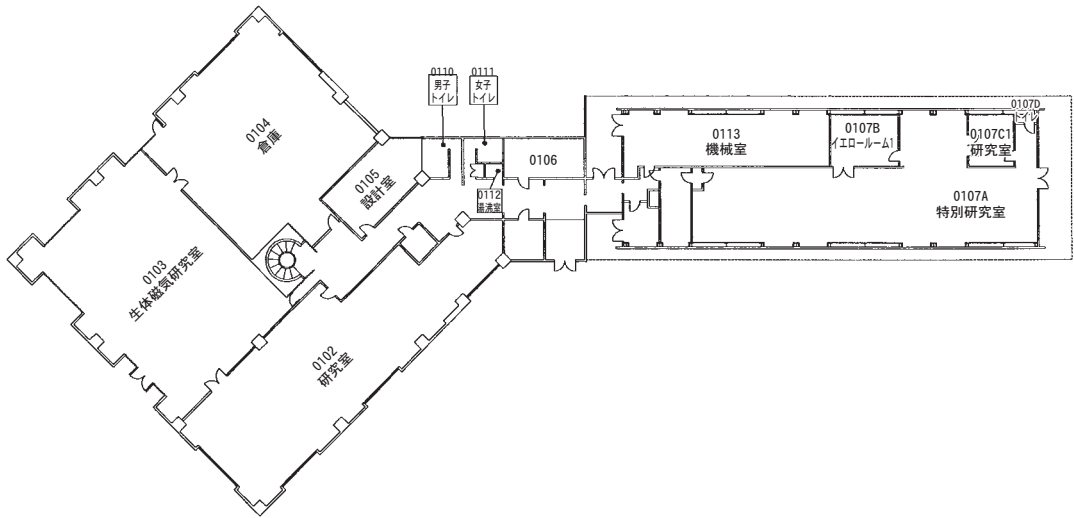 0110
男子
トイレ
0111
女子
トイレ
0104
倉庫
0105
設計室
0106
0112
湯沸室
0113
機械室
0107B
イエロールーム1
0107D
トイレ
0107C1
研究室
0107A
特別研究室
0103
生体磁気研究室
0102
研究室